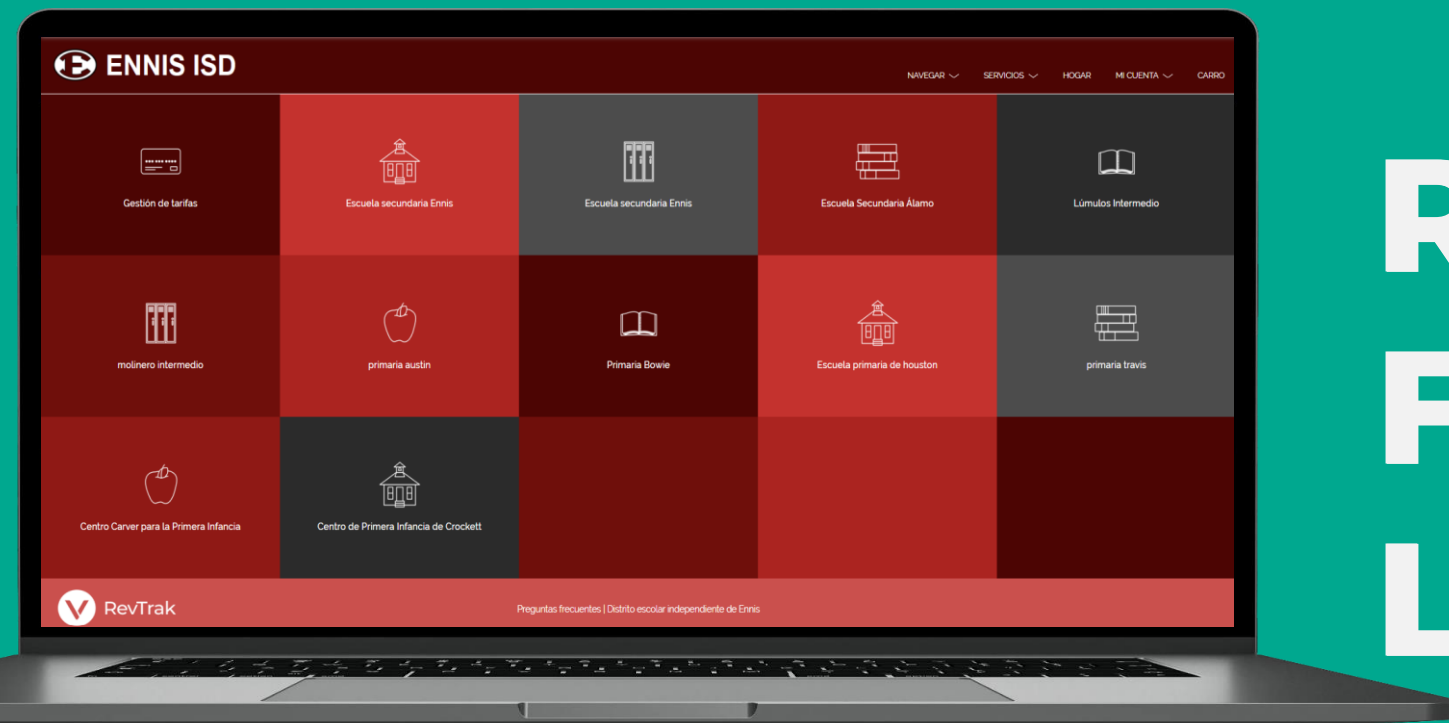 ENNIS ISD
NAVEGAR SERVICIOS HOGAR MI CUENTA CARRO
Gestión de tarifas
Escuela secundaria Ennis
Escuela secundaria Ennis
Escuela Secundaria Álamo
Lúmulos Intermedio
molinero intermedio
primaria austin
Primaria Bowie
Escuela primaria de houston
primaria travis
Centro Carver para la Primera Infancia
Centro de Primera Infancia de Crockett
RevTrak
Preguntas frecuentes | Distrito escolar independiente de Ennis
R
F
L